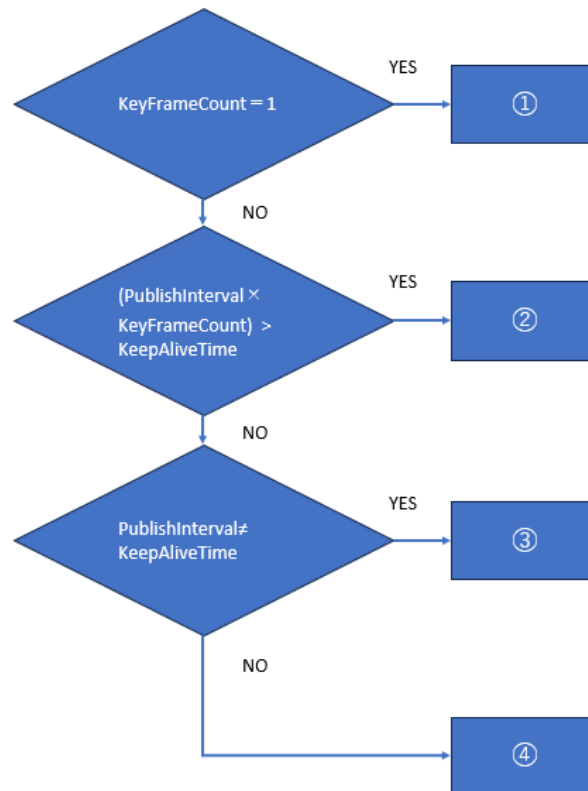 YES
KeyFrameCount＝1
①
NO
YES
(PublishInterval×
KeyFrameCount) ＞
KeepAliveTime
②
NO
YES
PublishInterval≠
KeepAliveTime
③
NO
④